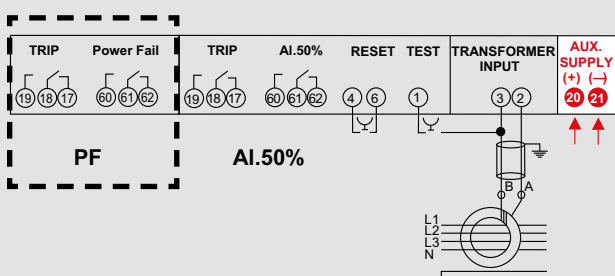 TRIP Power Fail TRIP Al.50% RESET TEST TRANSFORMER INPUT AUX. SUPPLY
(+) (—)
19 18 17 60 61 62 19 18 17 60 61 62 4 6 1 3 2 20 21
PF Al.50%
B A
L1
L2
L3
N